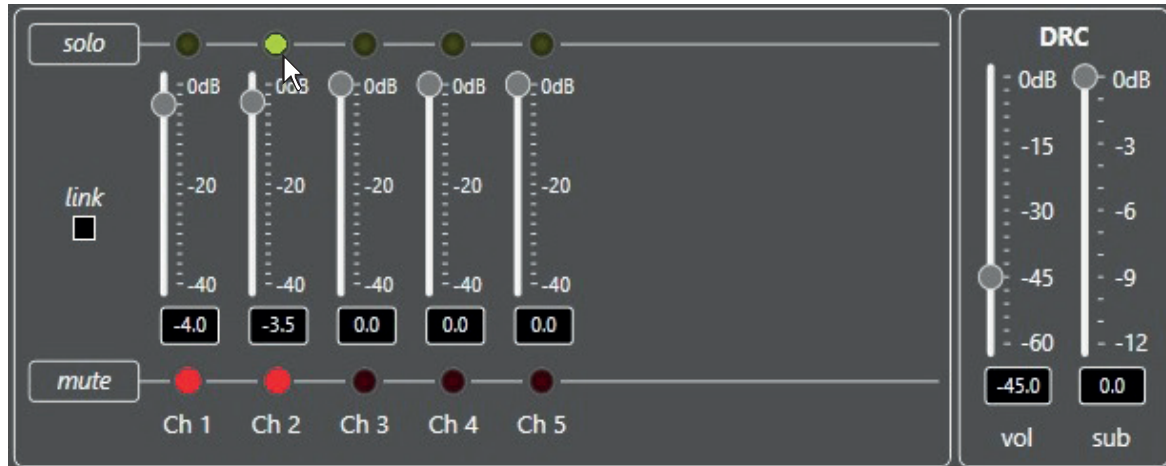 solo
DRC
0dB 0dB 0dB 0dB 0dB
0dB 0dB
-15 -3
-20 -20 -20 -20 -20
link
-30 -6
-45 -9
-40 -40 -40 -40 -40
-4.0 -3.5 0.0 0.0 0.0
-60 -12
mute
-45.0 0.0
Ch 1 Ch 2 Ch 3 Ch 4 Ch 5
vol sub